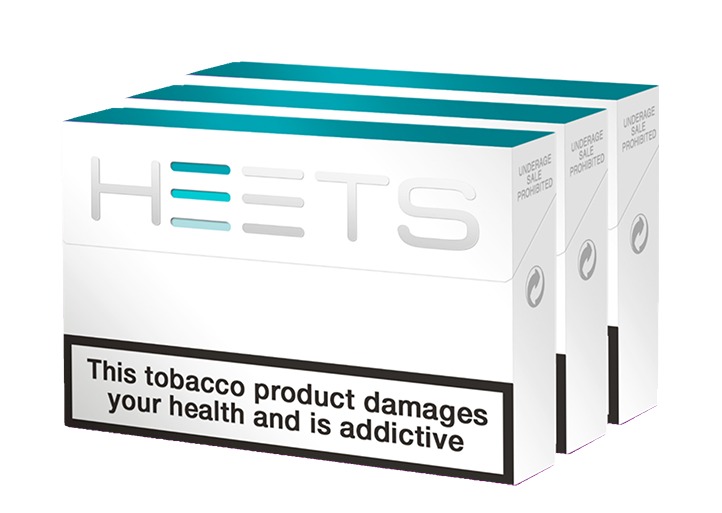 HEETS
This tobacco product damages
your health and is addictive
UNDERAGE
SALE
PROHIBITED
UNDERAGE
SALE
PROHIBITED
UNDERAGE
SALE
PROHIBITED